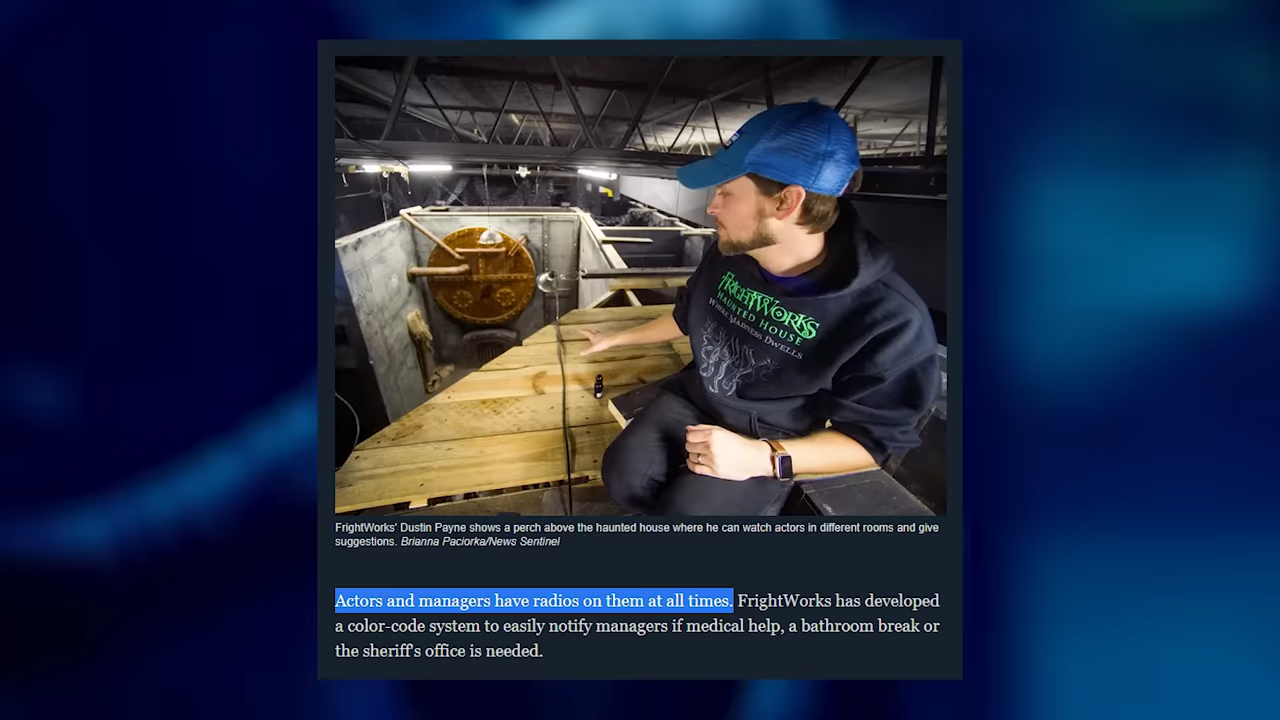 FRIGHTWORKS
HAUNTED HOUSE
WHERE MADNESS DWELLS
FrightWorks' Dustin Payne shows a perch above the haunted house where he can watch actors in different rooms and give
suggestions. Brianna Paciorka/News Sentinel
Actors and managers have radios on them at all times. FrightWorks has developed
a color-code system to easily notify managers if medical help, a bathroom break or
the sheriff's office is needed.